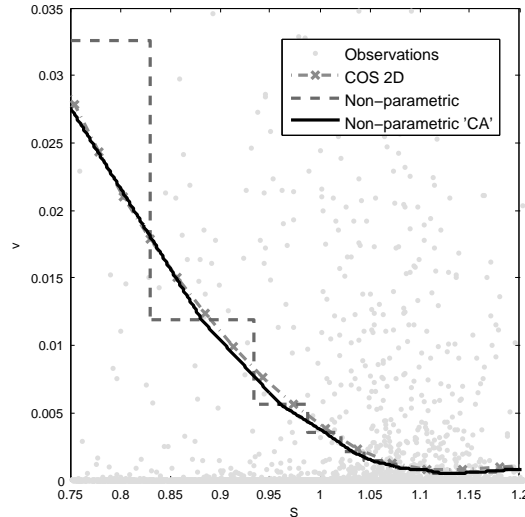 0.035
0.03
0.025
0.02
0.015
0.01
0.005
0
v
Observations
COS 2D
Non-parametric
Non-parametric 'CA'
0.75 0.8 0.85 0.9 0.95 1 1.05 1.1 1.15 1.2
S